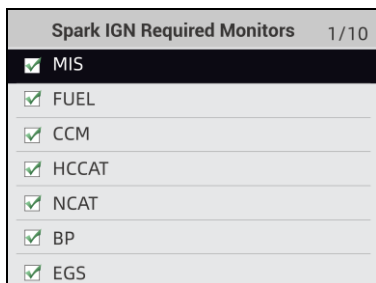 Spark IGN Required Monitors 1/10
MIS
FUEL
CCM
HCCAT
NCAT
BP
EGS